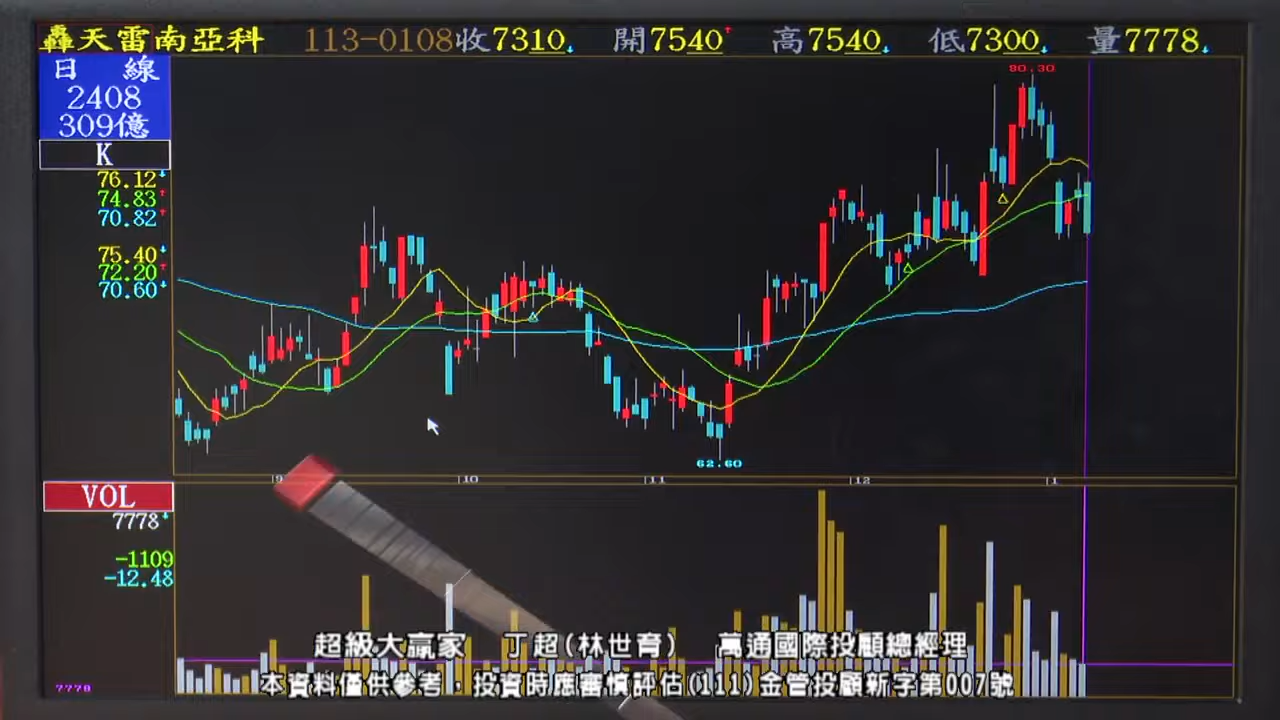 轟天雷南亞科 113-0108收7310↓ 開7540↑ 高7540↓ 低7300↓ 量7778↓
日 線
2408
309億
K
76.12↓
74.83↑
70.82↑
75.40↓
72.20↑
70.60↓
90.30
62.60
9 10 11 12 1
VOL
7778↓
-1109
-12.48
超級大贏家 丁超(林世育) 萬通國際投顧總經理
7778
本資料僅供參考，投資時應審慎評估(111)金管投顧新字第007號